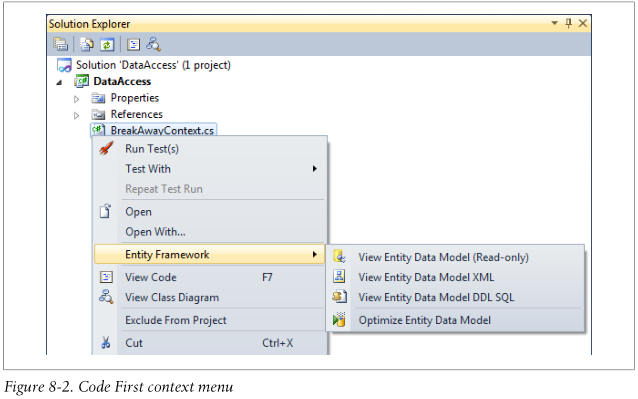 Solution Explorer
Solution 'DataAccess' (1 project)
DataAccess
Properties
References
BreakAwayContext.cs
Run Test(s)
Test With
Repeat Test Run
Open
Open With...
Entity Framework
View Entity Data Model (Read-only)
View Code F7
View Entity Data Model XML
View Class Diagram
View Entity Data Model DDL SQL
Exclude From Project
Optimize Entity Data Model
Cut Ctrl+X
Figure 8-2. Code First context menu